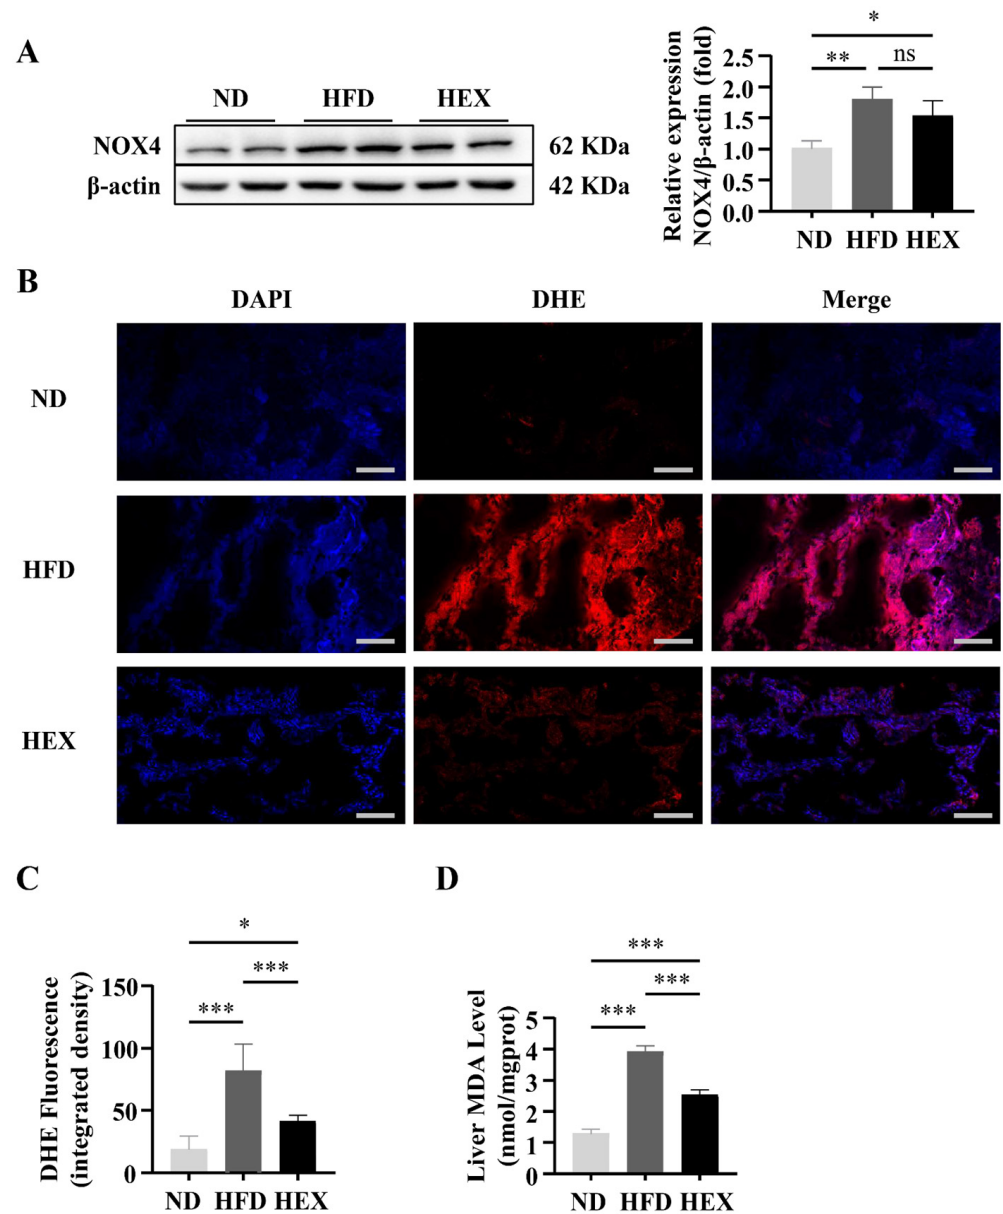 A
ND HFD HEX
NOX4 62 KDa
β-actin 42 KDa
Relative expression
NOX4/β-actin (fold)
*
** ns
2.5
2.0
1.5
1.0
0.5
0.0
ND HFD HEX
B
DAPI DHE Merge
ND
HFD
HEX
C
DHE Fluorescence
(integrated density)
*
***
***
150
100
50
0
ND HFD HEX
D
Liver MDA Level
(nmol/mgprot)
***
***
***
5
4
3
2
1
0
ND HFD HEX